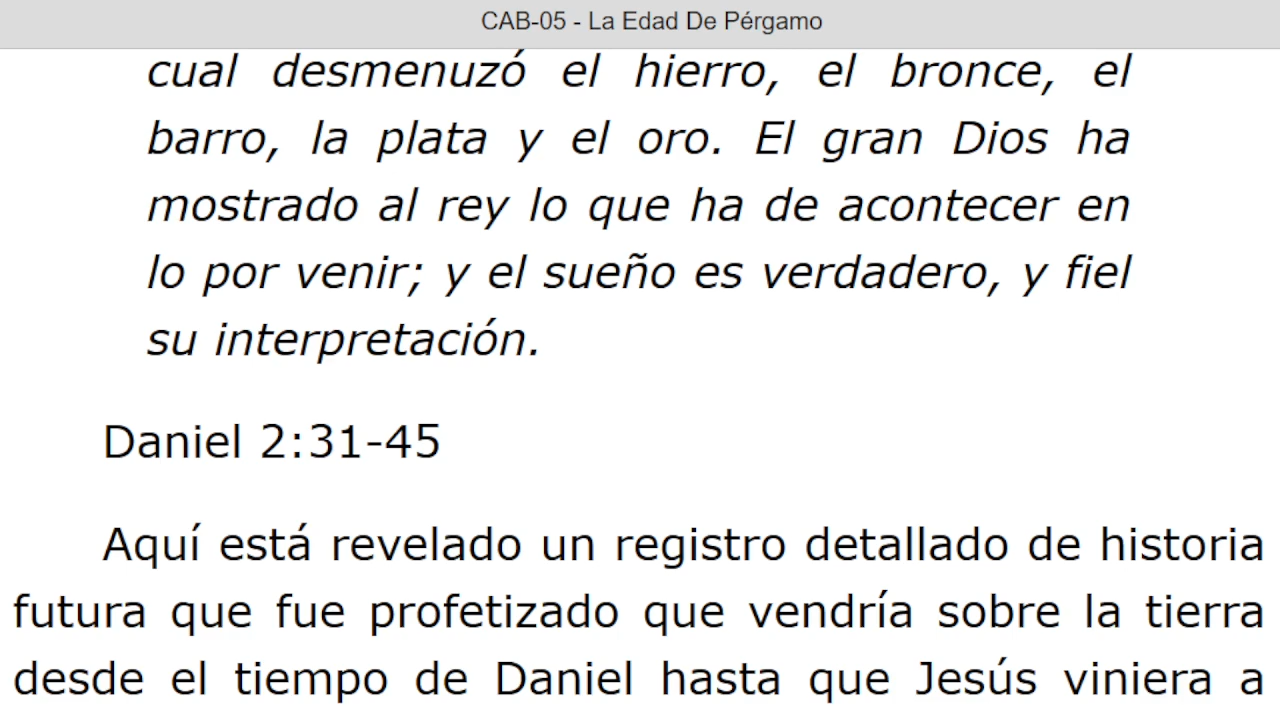 CAB-05 - La Edad De Pérgamo
cual desmenuzó el hierro, el bronce, el
barro, la plata y el oro. El gran Dios ha
mostrado al rey lo que ha de acontecer en
lo por venir; y el sueño es verdadero, y fiel
su interpretación.
Daniel 2:31-45
Aquí está revelado un registro detallado de historia
futura que fue profetizado que vendría sobre la tierra
desde el tiempo de Daniel hasta que Jesús viniera a